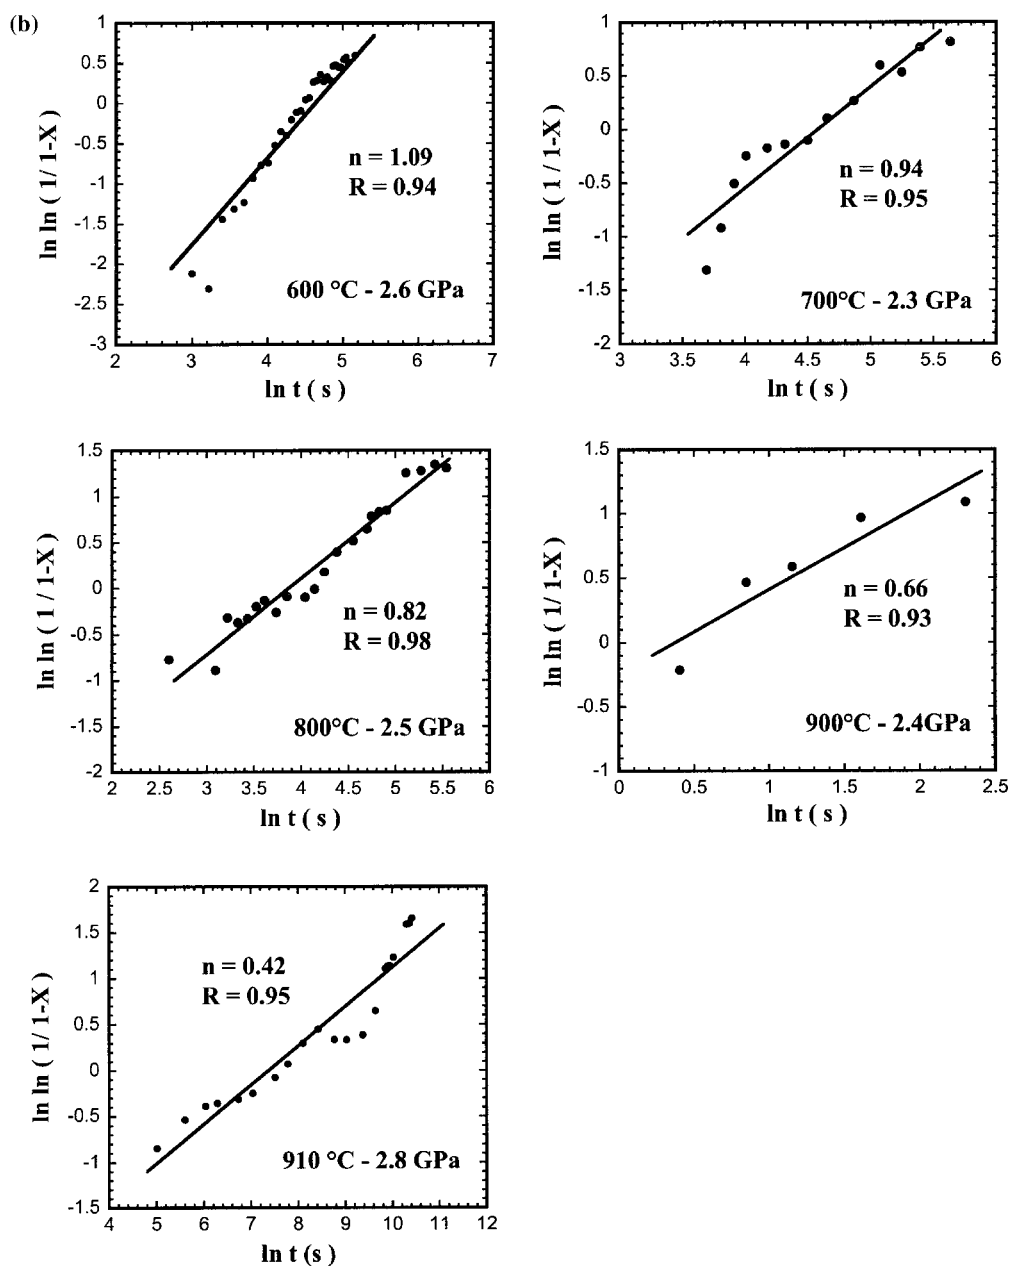 (b)
1
0.5
0
-0.5
-1
-1.5
-2
-2.5
-3
ln ln ( 1/ 1-X )
n = 1.09
R = 0.94
600 °C - 2.6 GPa
2 3 4 5 6 7
ln t ( s )
1
0.5
0
-0.5
-1
-1.5
-2
ln ln ( 1 / 1-X )
n = 0.94
R = 0.95
700°C - 2.3 GPa
3 3.5 4 4.5 5 5.5 6
ln t ( s )
1.5
1
0.5
0
-0.5
-1
-1.5
-2
ln ln ( 1 / 1-X )
n = 0.82
R = 0.98
800°C - 2.5 GPa
2 2.5 3 3.5 4 4.5 5 5.5 6
ln t ( s )
1.5
1
0.5
0
-0.5
-1
ln ln ( 1/ 1-X )
n = 0.66
R = 0.93
900°C - 2.4GPa
0 0.5 1 1.5 2 2.5
ln t ( s )
2
1.5
1
0.5
0
-0.5
-1
-1.5
ln ln ( 1/ 1-X )
n = 0.42
R = 0.95
910 °C - 2.8 GPa
4 5 6 7 8 9 10 11 12
ln t (s )